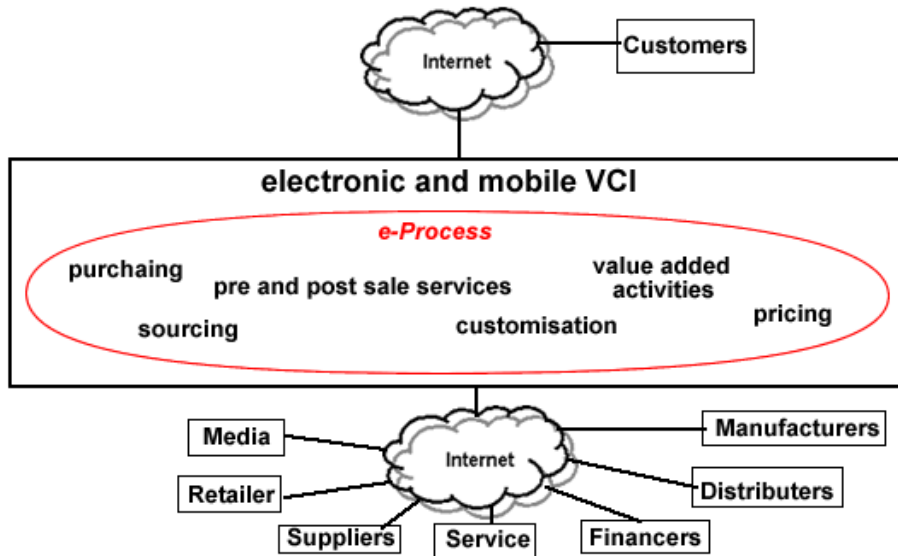 Internet
Customers
electronic and mobile VCI
e-Process
purchaing
pre and post sale services
value added
activities
sourcing
customisation
pricing
Media
Internet
Manufacturers
Retailer
Distributers
Suppliers
Service
Financers